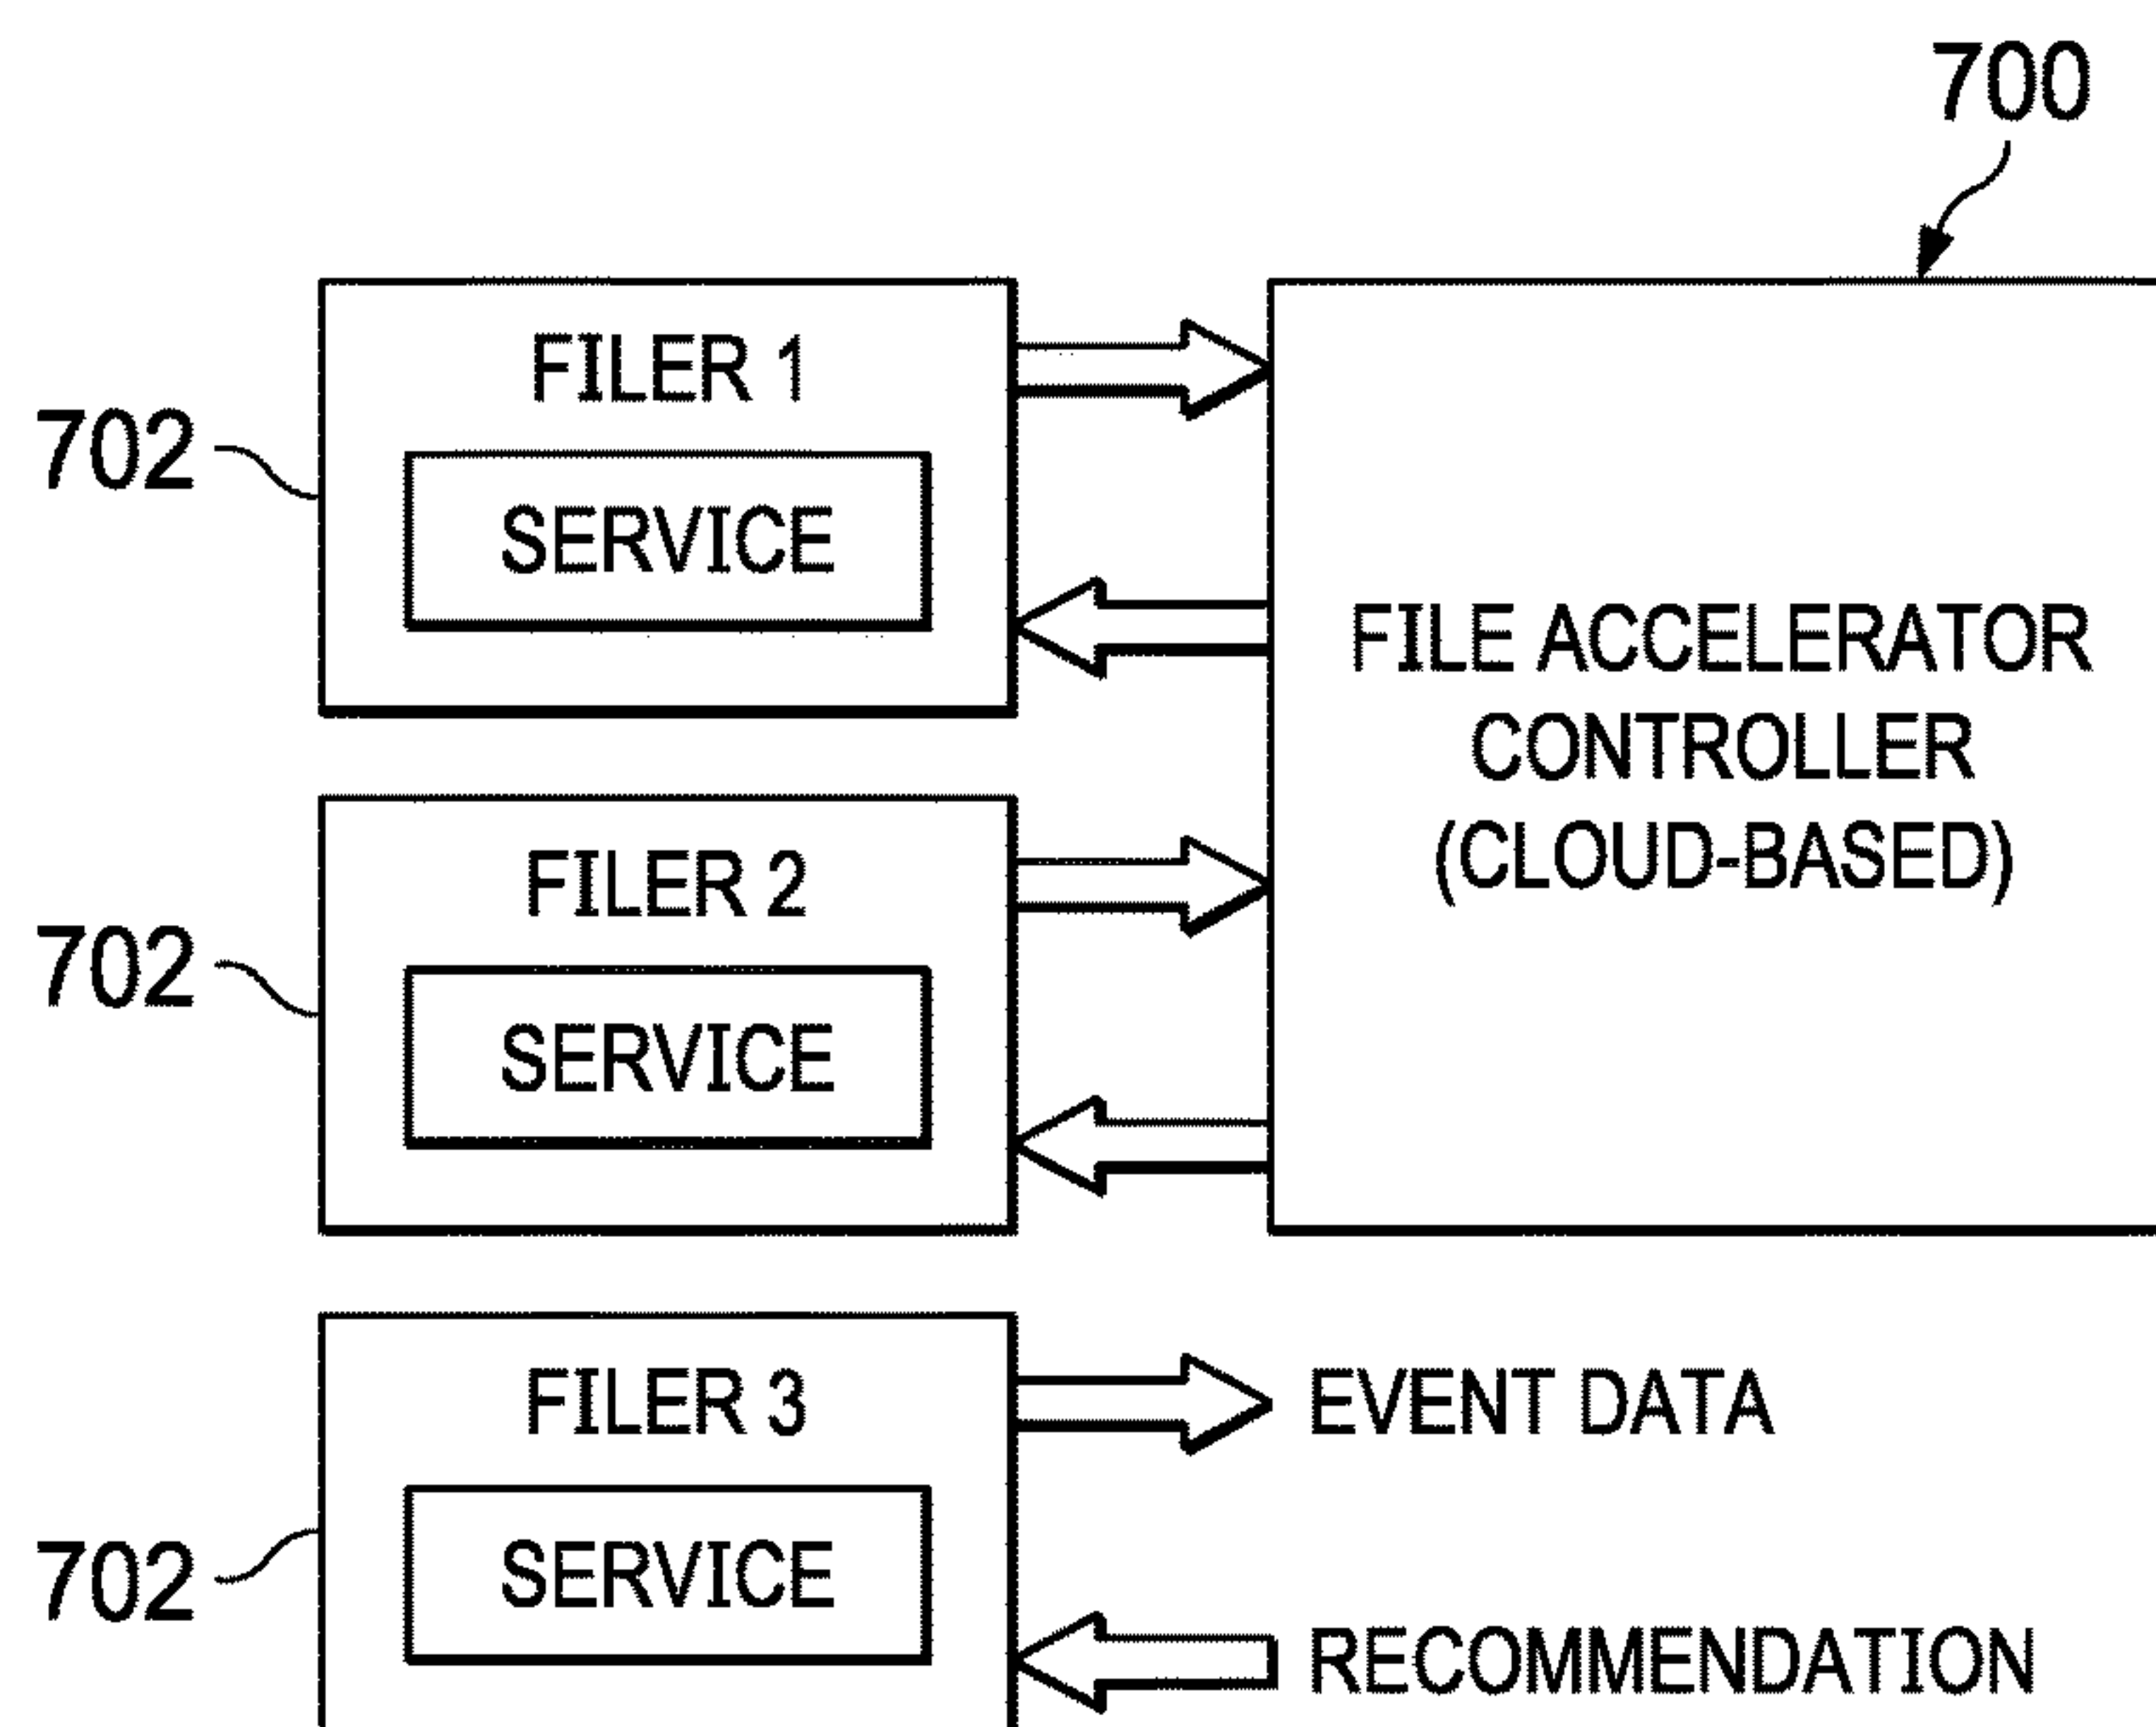 700
FILER 1
702
SERVICE
FILE ACCELERATOR
CONTROLLER
(CLOUD-BASED)
FILER 2
702
SERVICE
FILER 3
EVENT DATA
702
SERVICE
RECOMMENDATION